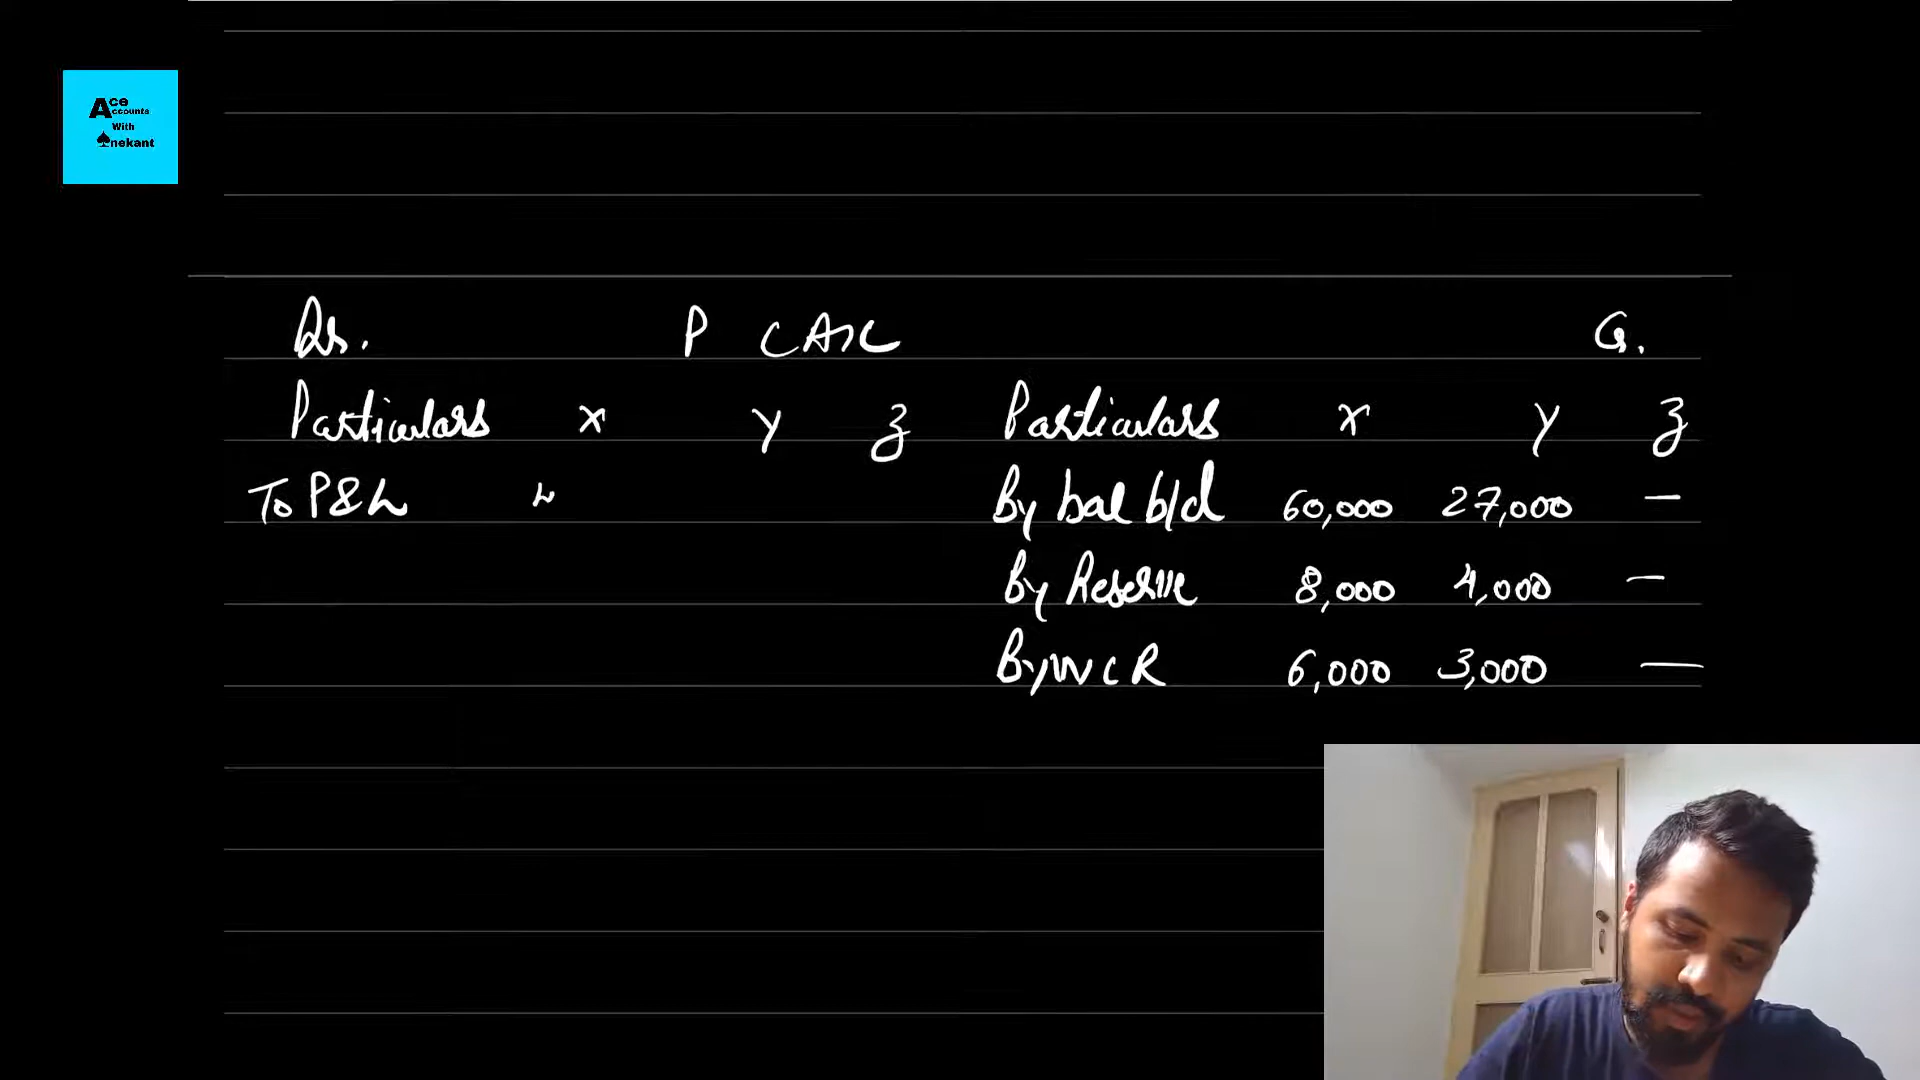 Ace
Accounts
With
Anekant
Dr. P CA/C Cr.
Particulars X Y Z Particulars X Y Z
To P&L By bal b/d 60,000 27,000 —
By Reserve 8,000 4,000 —
By WCR 6,000 3,000 —